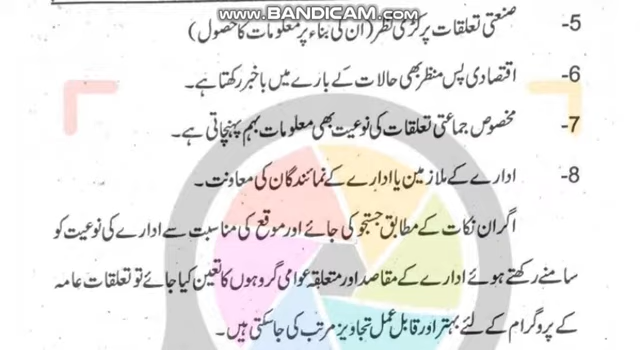 www.BANDICAM.com
5- صنعتی تعلقات پر کڑی نظر (ان کی بناء پر معلومات کا حصول)
6- اقتصادی پس منظر بھی حالات کے بارے میں باخبر رکھتا ہے۔
7- مخصوص جماعتی تعلقات کی نوعیت بھی معلومات بہم پہنچاتی ہے۔
8- ادارے کے ملازمین یا ادارے کے نمائندگان کی معاونت۔
اگر ان نکات کے مطابق جستجو کی جائے اور موقع کی مناسبت سے ادارے کی نوعیت کو
سامنے رکھتے ہوئے ادارے کے مقاصد اور متعلقہ عوامی گروہوں کا تعین کیا جائے تو تعلقات عامہ
کے پروگرام کے لئے بہتر اور قابل عمل تجاویز مرتب کی جا سکتی ہیں۔